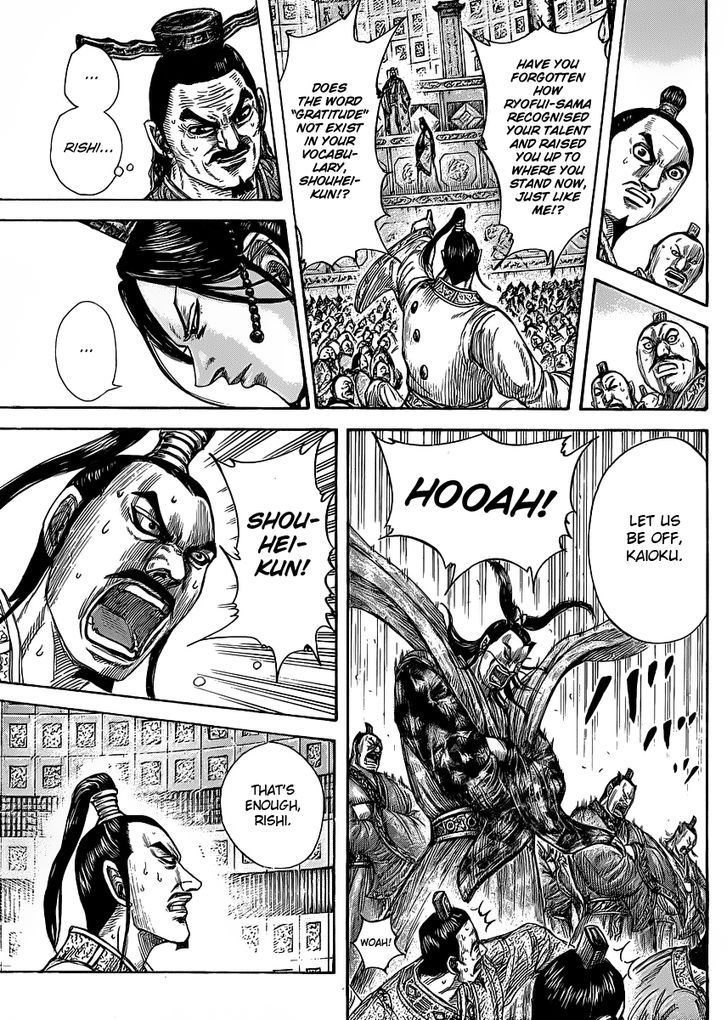 HAVE YOU
FORGOTTEN
HOW
RYOFUI-SAMA
RECOGNISED
YOUR TALENT
AND RAISED
YOU UP TO
WHERE YOU
STAND NOW,
JUST LIKE
ME!?
DOES
THE WORD
"GRATITUDE"
NOT EXIST
IN YOUR
VOCABU-
LARY,
SHOUHEI-
KUN!?
...
RISHI...
...
LET US
BE OFF,
KAIOKU.
HOOAH!
WOAH!
SHOU-
HEI-
KUN!
THAT'S
ENOUGH,
RISHI.